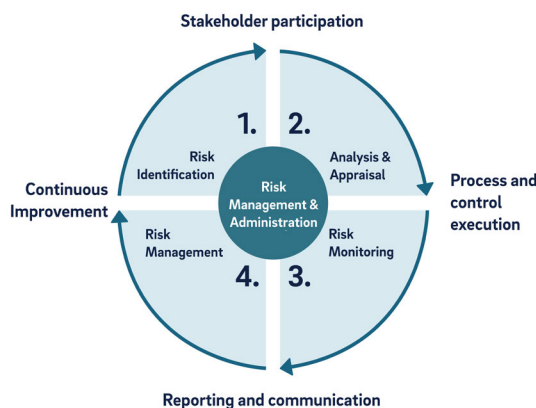 Stakeholder participation
1.
2.
Risk
Identification
Analysis &
Appraisal
Risk
Management &
Administration
Continuous
Improvement
Process and
control
execution
Risk
Management
Risk
Monitoring
4.
3.
Reporting and communication